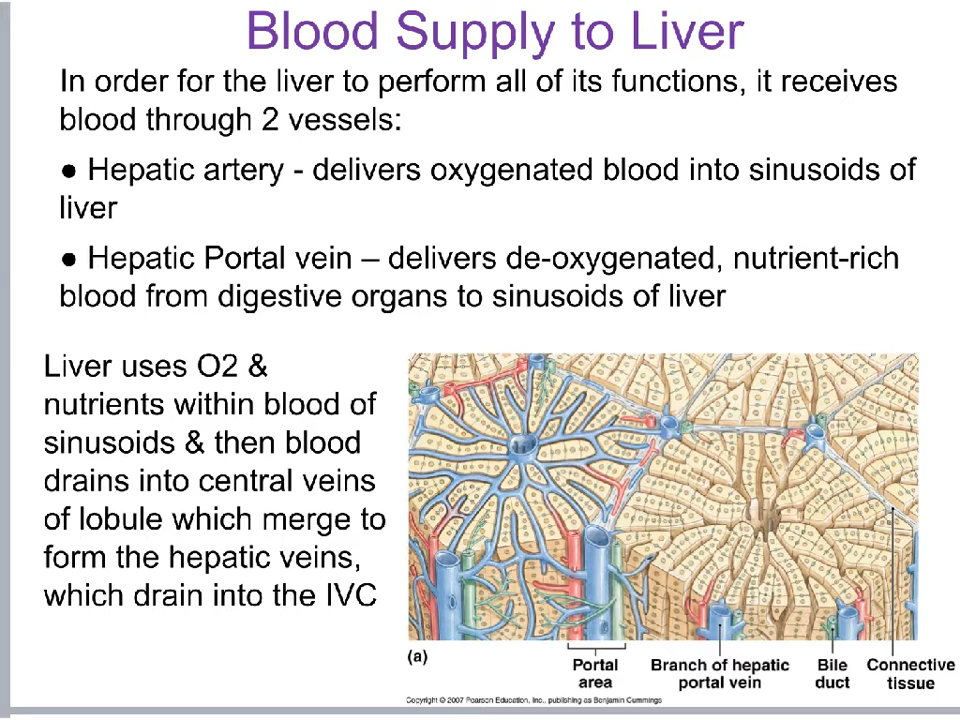 Blood Supply to Liver
In order for the liver to perform all of its functions, it receives
blood through 2 vessels:
● Hepatic artery - delivers oxygenated blood into sinusoids of
liver
● Hepatic Portal vein – delivers de-oxygenated, nutrient-rich
blood from digestive organs to sinusoids of liver
Liver uses O2 &
nutrients within blood of
sinusoids & then blood
drains into central veins
of lobule which merge to
form the hepatic veins,
which drain into the IVC
(a)
Portal
area
Branch of hepatic
portal vein
Bile
duct
Connective
tissue
Copyright © 2007 Pearson Education, Inc., publishing as Benjamin Cummings